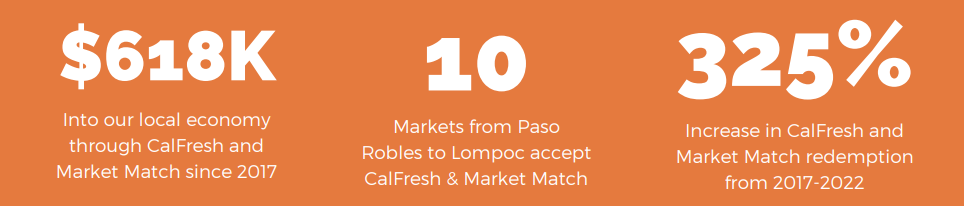 $618K
Into our local economy
through CalFresh and
Market Match since 2017
10
Markets from Paso
Robles to Lompoc accept
CalFresh & Market Match
325%
Increase in CalFresh and
Market Match redemption
from 2017-2022